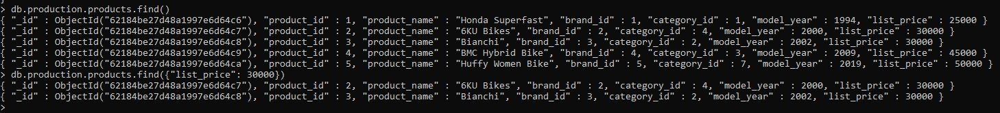 > db.production.products.find()
{ "_id" : ObjectId("62184be27d48a1997e6d64c6"), "product_id" : 1, "product_name" : "Honda Superfast", "brand_id" : 1, "category_id" : 1, "model_year" : 1994, "list_price" : 25000 }
{ "_id" : ObjectId("62184be27d48a1997e6d64c7"), "product_id" : 2, "product_name" : "6KU Bikes", "brand_id" : 2, "category_id" : 4, "model_year" : 2000, "list_price" : 30000 }
{ "_id" : ObjectId("62184be27d48a1997e6d64c8"), "product_id" : 3, "product_name" : "Bianchi", "brand_id" : 3, "category_id" : 2, "model_year" : 2002, "list_price" : 30000 }
{ "_id" : ObjectId("62184be27d48a1997e6d64c9"), "product_id" : 4, "product_name" : "BMC Hybrid Bike", "brand_id" : 4, "category_id" : 3, "model_year" : 2009, "list_price" : 45000 }
{ "_id" : ObjectId("62184be27d48a1997e6d64ca"), "product_id" : 5, "product_name" : "Huffy Women Bike", "brand_id" : 5, "category_id" : 7, "model_year" : 2019, "list_price" : 50000 }
> db.production.products.find({"list_price": 30000})
{ "_id" : ObjectId("62184be27d48a1997e6d64c7"), "product_id" : 2, "product_name" : "6KU Bikes", "brand_id" : 2, "category_id" : 4, "model_year" : 2000, "list_price" : 30000 }
{ "_id" : ObjectId("62184be27d48a1997e6d64c8"), "product_id" : 3, "product_name" : "Bianchi", "brand_id" : 3, "category_id" : 2, "model_year" : 2002, "list_price" : 30000 }
>